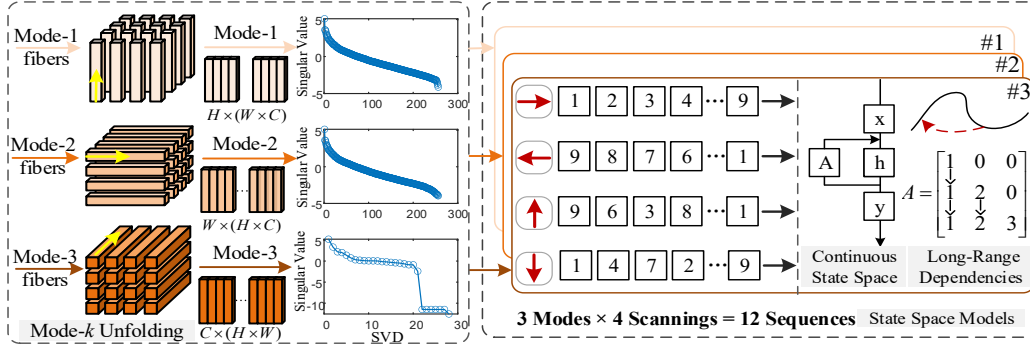 Mode-1
fibers
Mode-1
H×(W×C)
Singular Value
5
0
-5
0
100
200
300
Mode-2
fibers
Mode-2
W×(H×C)
Singular Value
5
0
-5
0
100
200
300
Mode-3
fibers
Mode-3
C×(H×W)
Singular Value
5
0
-5
-10
0
10
20
SVD
Mode-k Unfolding
#1
#2
#3
1 2 3 4 ··· 9
9 8 7 6 ··· 1
9 6 3 8 ··· 1
1 4 7 2 ··· 9
x
A
h
y
A =
1 0 0
1 2 0
1 2 3
Continuous
State Space
Long-Range
Dependencies
3 Modes × 4 Scannings = 12 Sequences
State Space Models